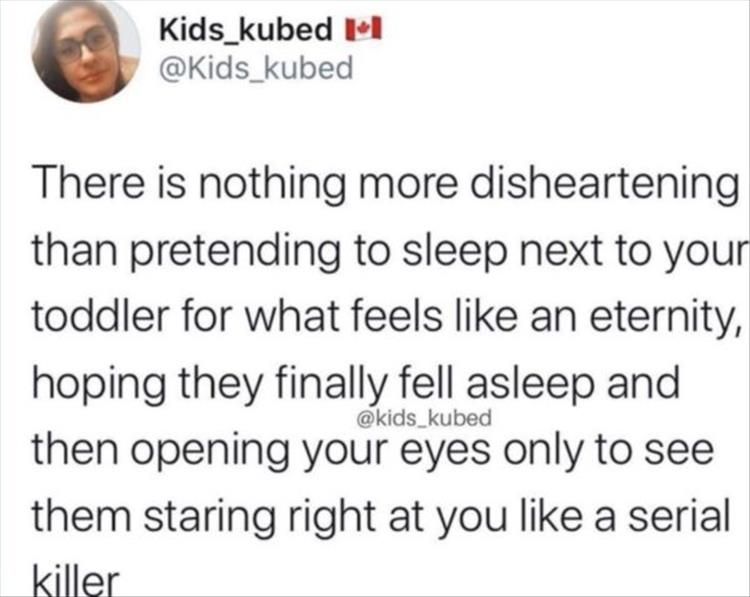 Kids_kubed 🇨🇦
@Kids_kubed
There is nothing more disheartening
than pretending to sleep next to your
toddler for what feels like an eternity,
hoping they finally fell asleep and
@kids_kubed
then opening your eyes only to see
them staring right at you like a serial
killer